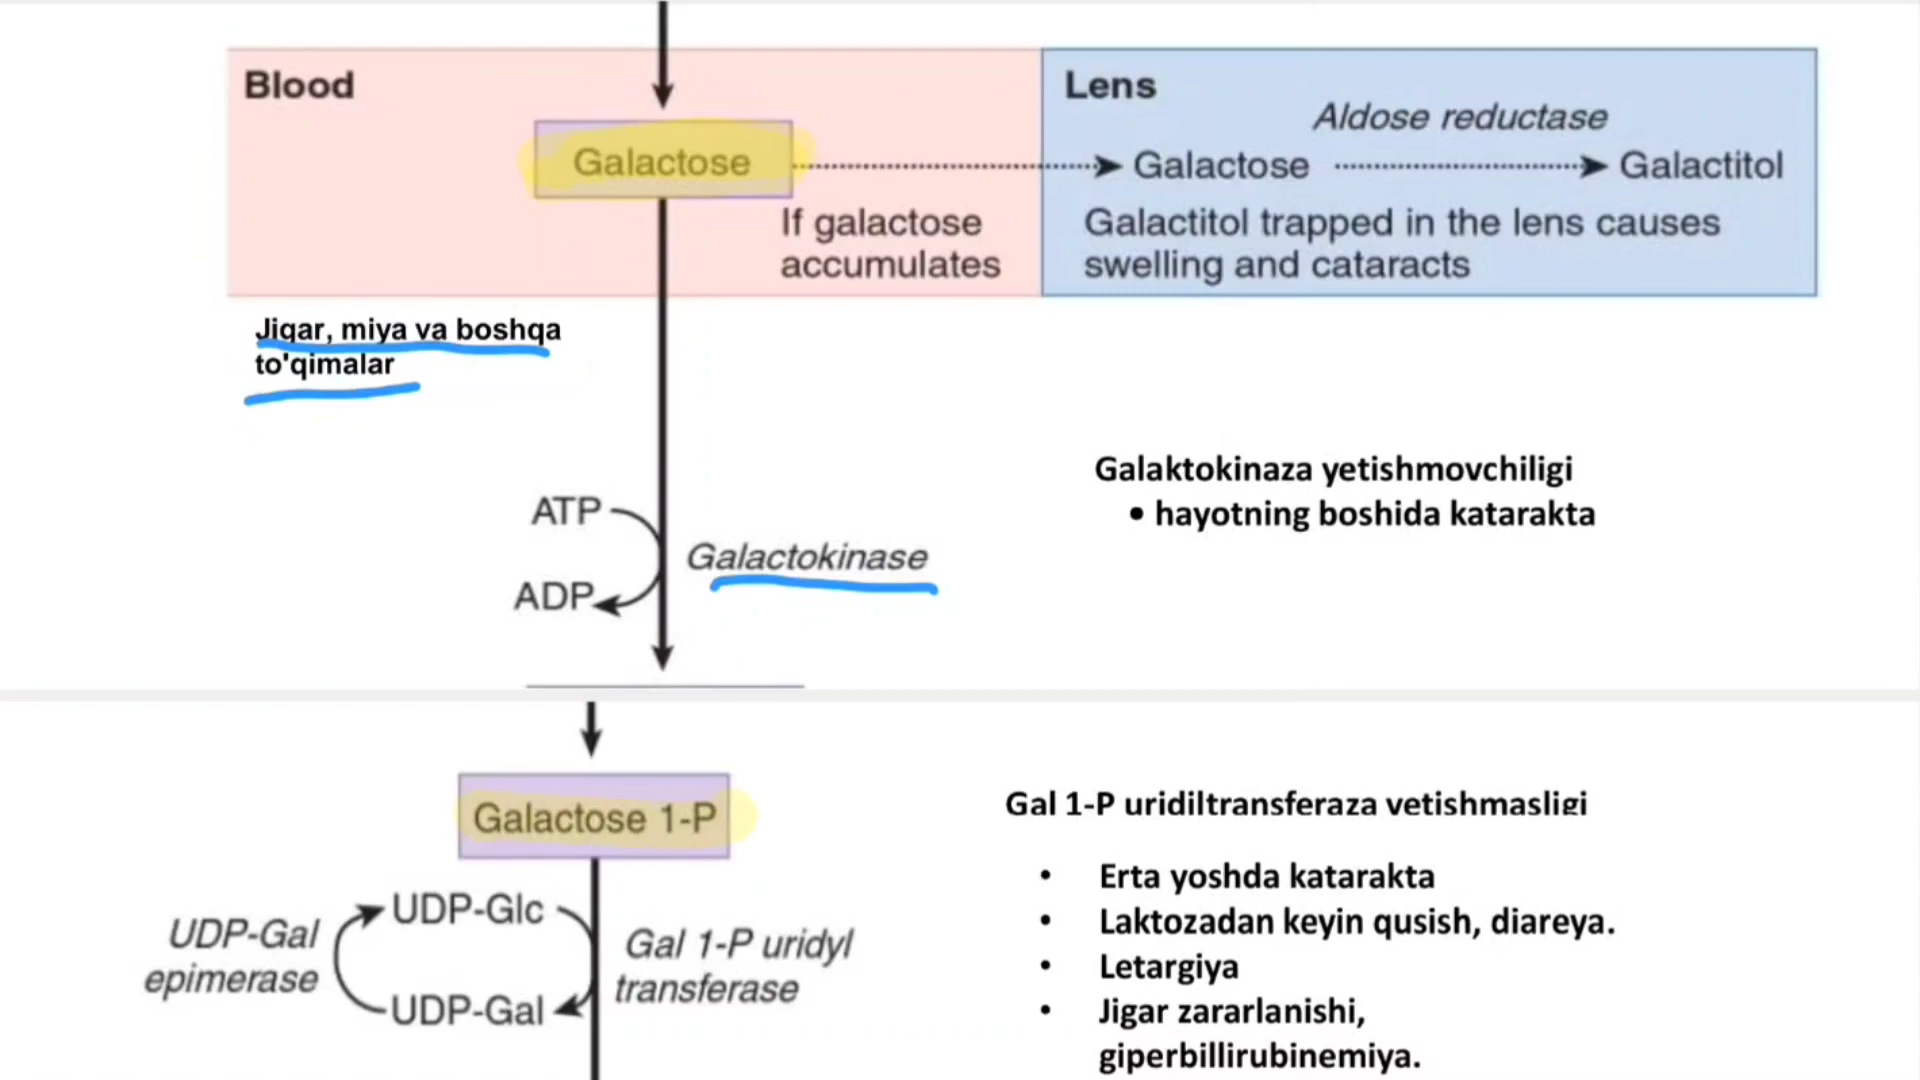 Blood
Lens
Aldose reductase
Galactose
Galactose
Galactitol
If galactose
accumulates
Galactitol trapped in the lens causes
swelling and cataracts
Jigar, miya va boshqa
to'qimalar
Galaktokinaza yetishmovchiligi
• hayotning boshida katarakta
ATP
Galactokinase
ADP
Galactose 1-P
Gal 1-P uridiltransferaza yetishmasligi
• Erta yoshda katarakta
• Laktozadan keyin qusish, diareya.
• Letargiya
• Jigar zararlanishi,
giperbillirubinemiya.
UDP-Gal
epimerase
UDP-Glc
UDP-Gal
Gal 1-P uridyl
transferase